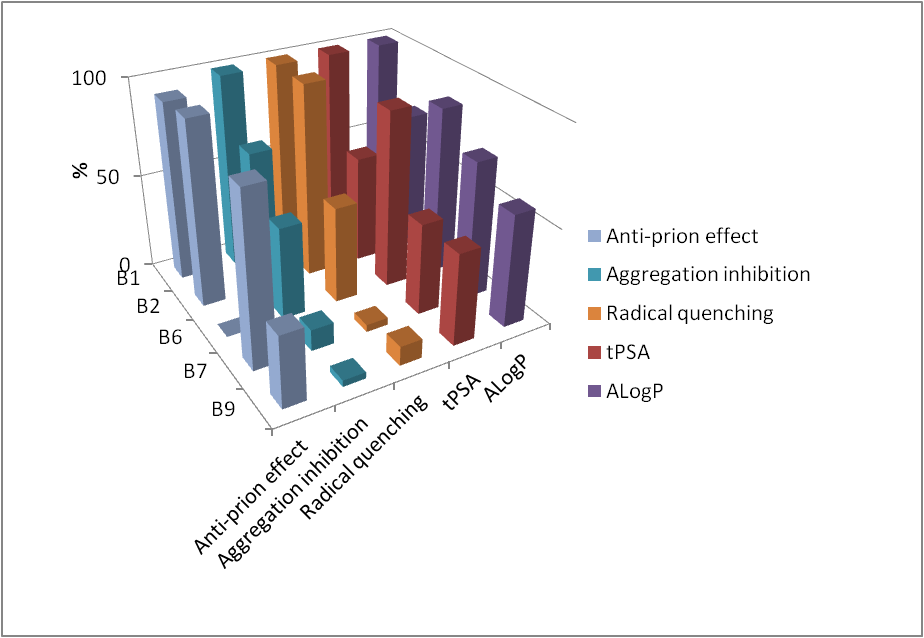 100
50
%
0
B1
B2
B6
B7
B9
Anti-prion effect
Aggregation inhibition
Radical quenching
tPSA
ALogP
Anti-prion effect
Aggregation inhibition
Radical quenching
tPSA
ALogP